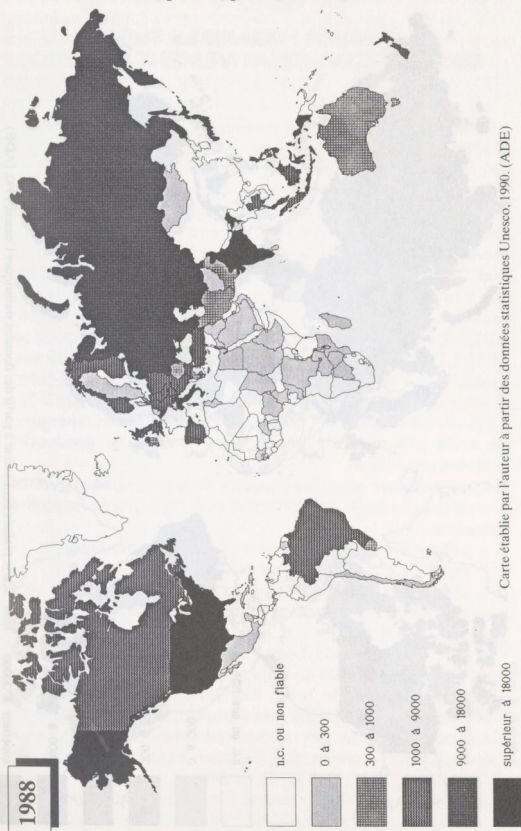 1988
n.c. ou non fiable
0 à 300
300 à 1000
1000 à 9000
9000 à 18000
supérieur à 18000
Carte établie par l'auteur à partir des données statistiques Unesco, 1990. (ADE)